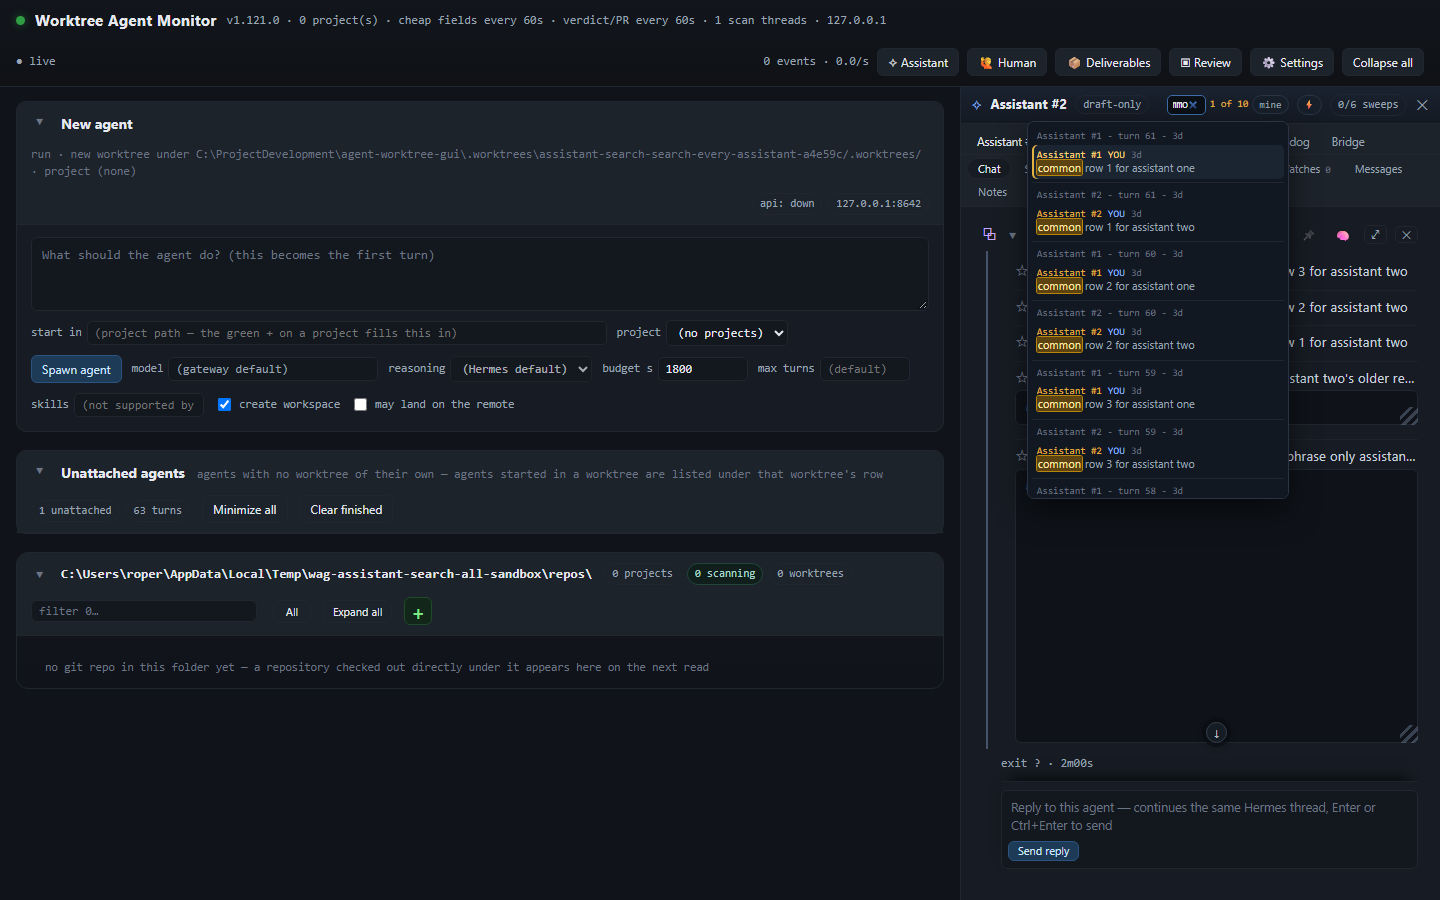 Worktree Agent Monitor v1.121.0 · 0 project(s) · cheap fields every 60s · verdict/PR every 60s · 1 scan threads · 127.0.0.1
live
0 events · 0.0/s
Assistant
Human
Deliverables
Review
Settings
Collapse all
New agent
run · new worktree under C:\ProjectDevelopment\agent-worktree-gui\.worktrees\assistant-search-search-every-assistant-a4e59c/.worktrees/
· project (none)
api: down 127.0.0.1:8642
What should the agent do? (this becomes the first turn)
start in (project path — the green + on a project fills this in) project (no projects)
Spawn agent model (gateway default) reasoning (Hermes default) budget s 1800 max turns (default)
skills (not supported by create workspace may land on the remote
Unattached agents agents with no worktree of their own — agents started in a worktree are listed under that worktree's row
1 unattached 63 turns Minimize all Clear finished
C:\Users\roper\AppData\Local\Temp\wag-assistant-search-all-sandbox\repos\ 0 projects 0 scanning 0 worktrees
filter 0… All Expand all +
no git repo in this folder yet — a repository checked out directly under it appears here on the next read
Assistant #2 draft-only mmo 1 of 10 mine 0/6 sweeps
Assistant dog Bridge
Chat atches 0 Messages
Notes
Assistant #1 - turn 61 - 3d
Assistant #1 YOU 3d
common row 1 for assistant one
Assistant #2 - turn 61 - 3d
Assistant #2 YOU 3d
common row 1 for assistant two
Assistant #1 - turn 60 - 3d
Assistant #1 YOU 3d
common row 2 for assistant one
Assistant #2 - turn 60 - 3d
Assistant #2 YOU 3d
common row 2 for assistant two
Assistant #1 - turn 59 - 3d
Assistant #1 YOU 3d
common row 3 for assistant one
Assistant #2 - turn 59 - 3d
Assistant #2 YOU 3d
common row 3 for assistant two
Assistant #1 - turn 58 - 3d
w 3 for assistant two
w 2 for assistant two
w 1 for assistant two
stant two's older re...
phrase only assistan...
exit ? · 2m00s
Reply to this agent — continues the same Hermes thread, Enter or
Ctrl+Enter to send
Send reply